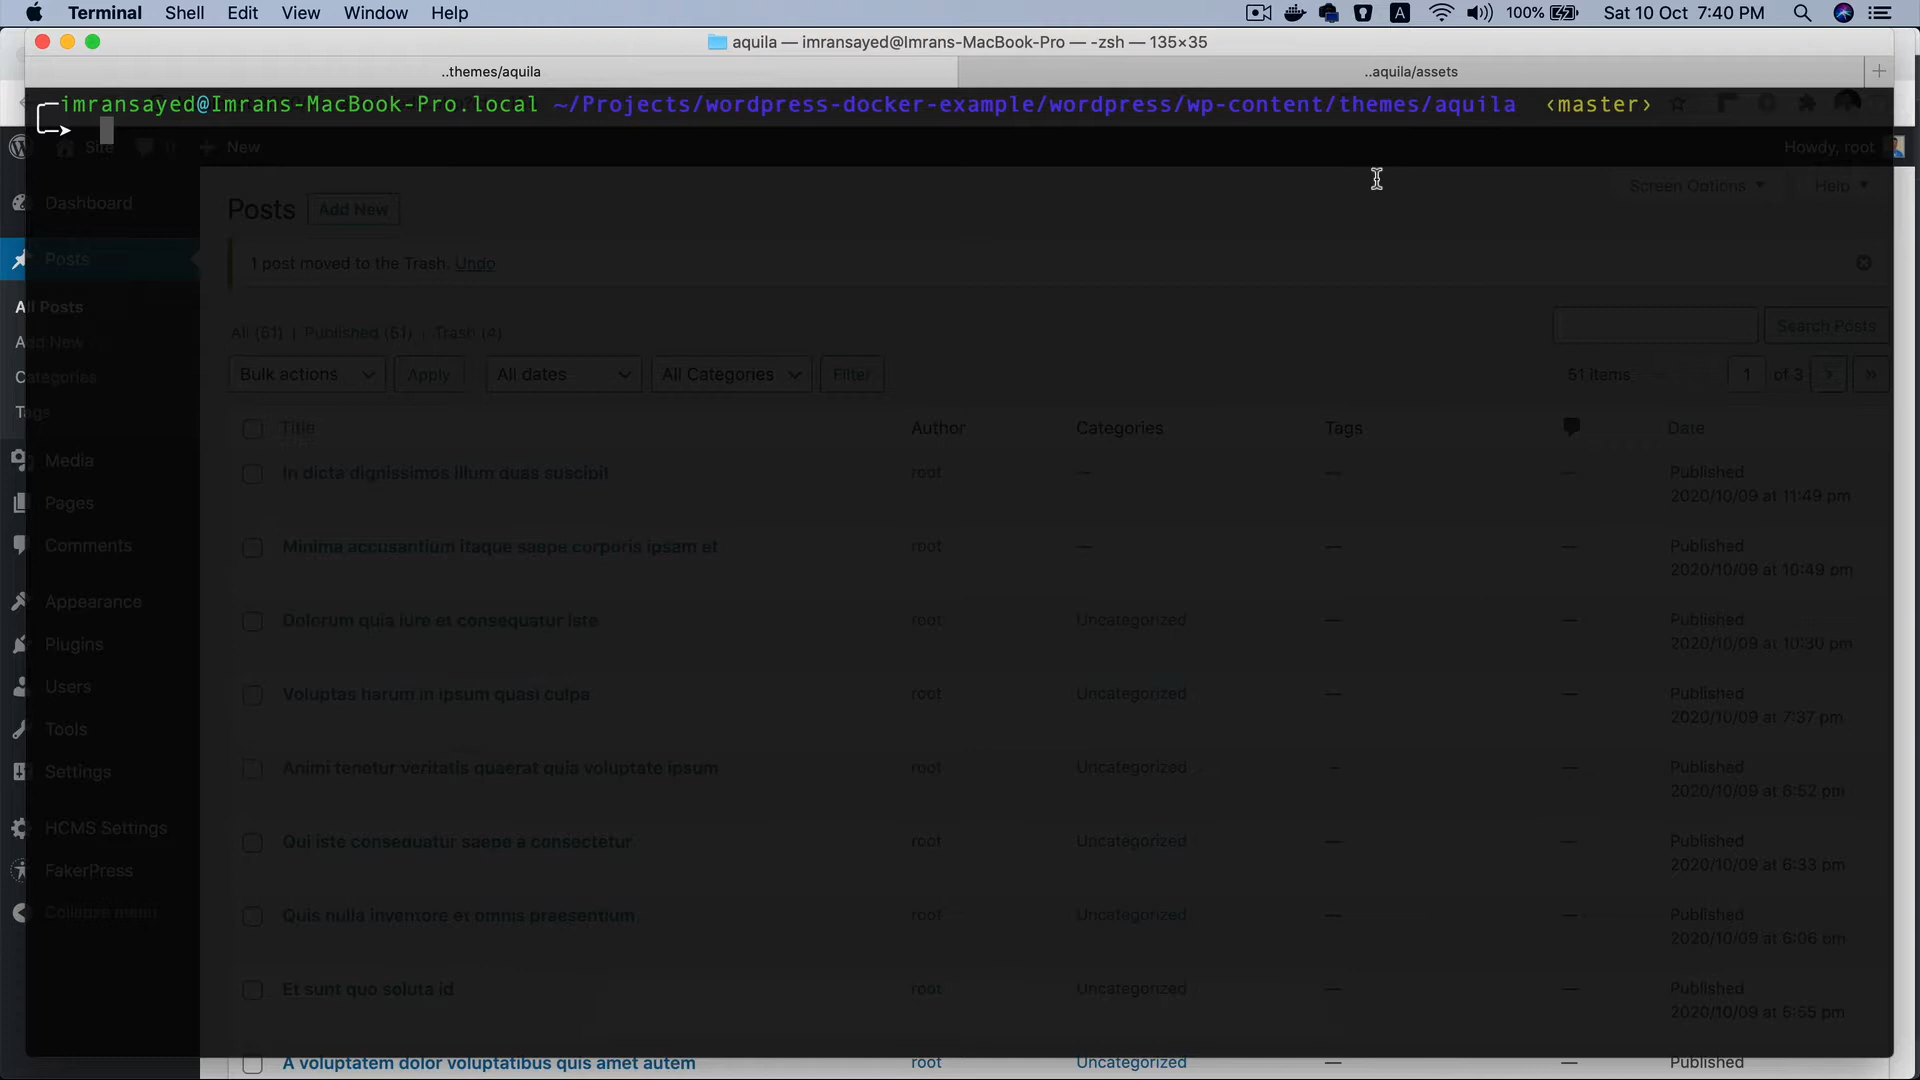 Terminal Shell Edit View Window Help 100% Sat 10 Oct 7:40 PM
aquila — imransayed@Imrans-MacBook-Pro — -zsh — 135×35
..themes/aquila ..aquila/assets
imransayed@Imrans-MacBook-Pro.local ~/Projects/wordpress-docker-example/wordpress/wp-content/themes/aquila ‹master›
Site 0 + New Howdy, root
Dashboard
Posts Add New Screen Options Help
Posts
1 post moved to the Trash. Undo
All Posts
All (51) | Published (51) | Trash (4) Search Posts
Add New
Categories
Bulk actions Apply All dates All Categories Filter 51 items 1 of 3 › »
Tags
Title Author Categories Tags Date
Media
In dicta dignissimos illum quas suscipit root — — — Published
2020/10/09 at 11:49 pm
Pages
Comments
Minima accusantium itaque saepe corporis ipsam et root — — — Published
2020/10/09 at 10:49 pm
Appearance
Dolorum quia iure et consequatur iste root Uncategorized — — Published
2020/10/09 at 10:30 pm
Plugins
Users
Voluptas harum in ipsum quasi culpa root Uncategorized — — Published
2020/10/09 at 7:37 pm
Tools
Settings
Animi tenetur veritatis quaerat quia voluptate ipsum root Uncategorized — — Published
2020/10/09 at 6:52 pm
HCMS Settings
Qui iste consequatur saepe a consectetur root Uncategorized — — Published
2020/10/09 at 6:33 pm
FakerPress
Collapse menu
Quis nulla inventore et omnis praesentium root Uncategorized — — Published
2020/10/09 at 6:06 pm
Et sunt quo soluta id root Uncategorized — — Published
2020/10/09 at 5:55 pm
A voluptatem dolor voluptatibus quis amet autem root Uncategorized — — Published